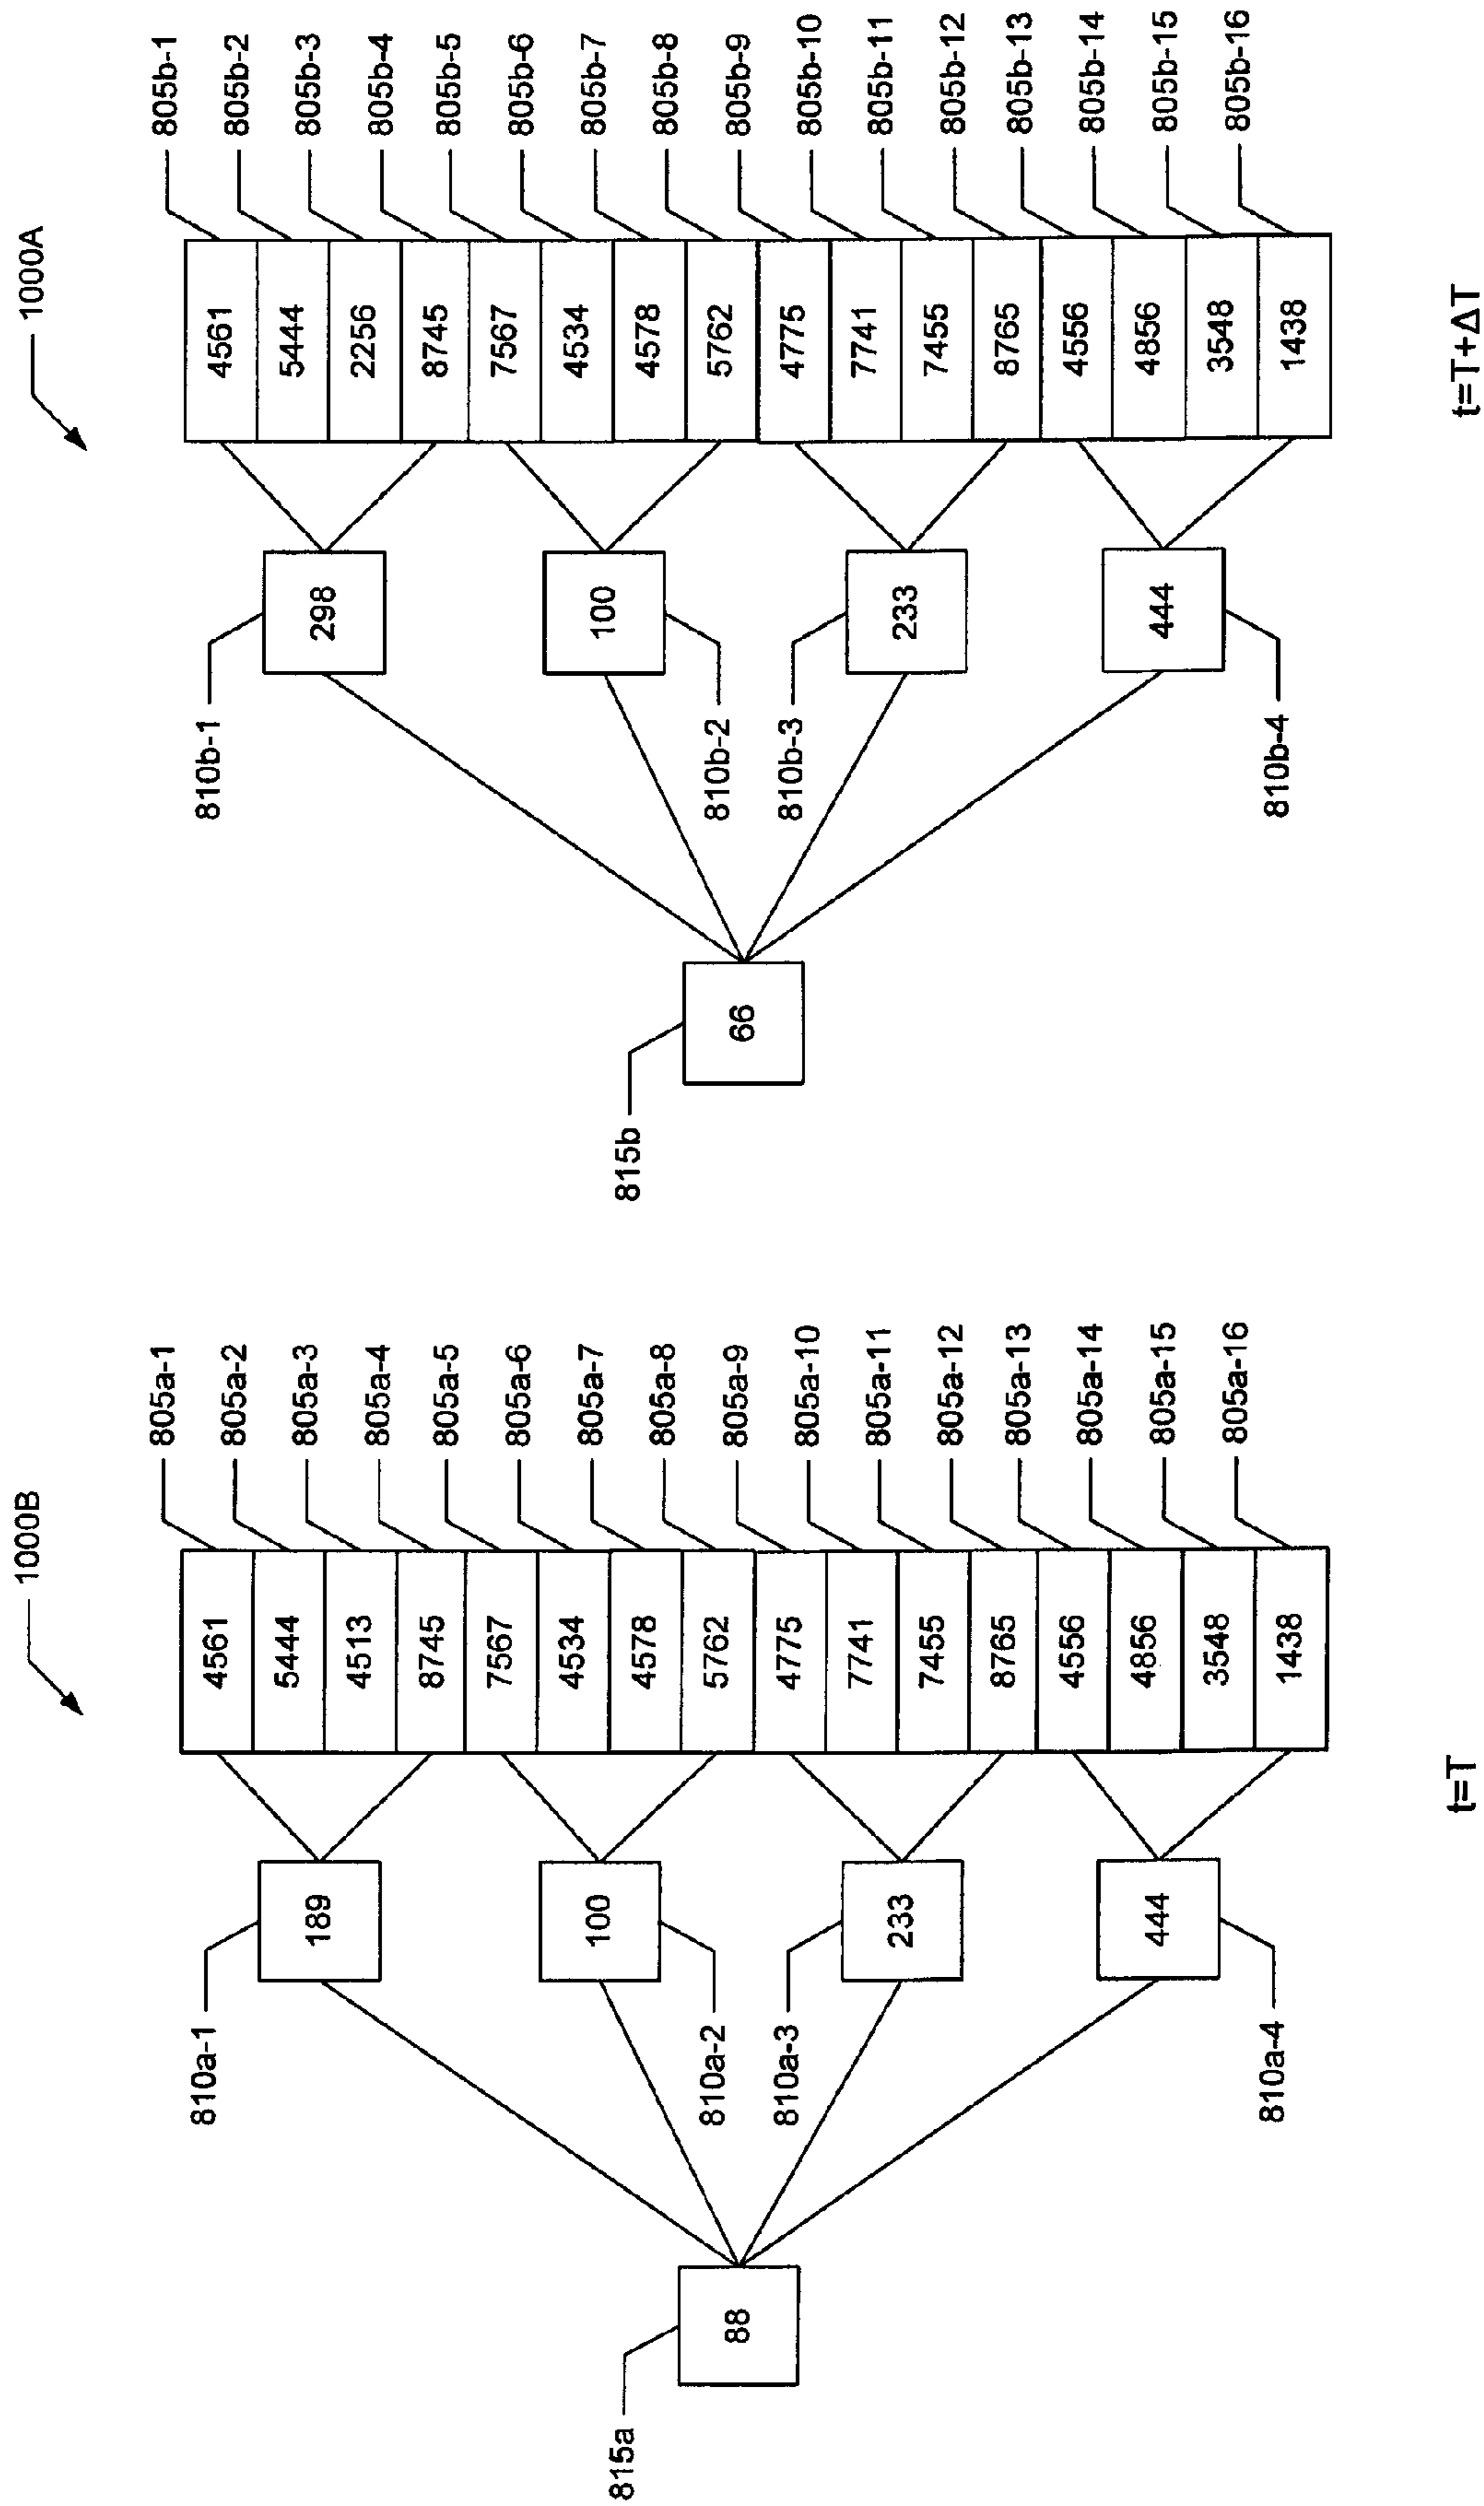 1000B
815a
88
810a-1
189
810a-2
100
810a-3
233
810a-4
444
4561
5444
4513
8745
7567
4534
4578
5762
4775
7741
7455
8765
4556
4856
3548
1438
805a-1
805a-2
805a-3
805a-4
805a-5
805a-6
805a-7
805a-8
805a-9
805a-10
805a-11
805a-12
805a-13
805a-14
805a-15
805a-16
t=T
1000A
815b
66
810b-1
298
810b-2
100
810b-3
233
810b-4
444
4561
5444
2256
8745
7567
4534
4578
5762
4775
7741
7455
8765
4556
4856
3548
1438
805b-1
805b-2
805b-3
805b-4
805b-5
805b-6
805b-7
805b-8
805b-9
805b-10
805b-11
805b-12
805b-13
805b-14
805b-15
805b-16
t=T+ΔT